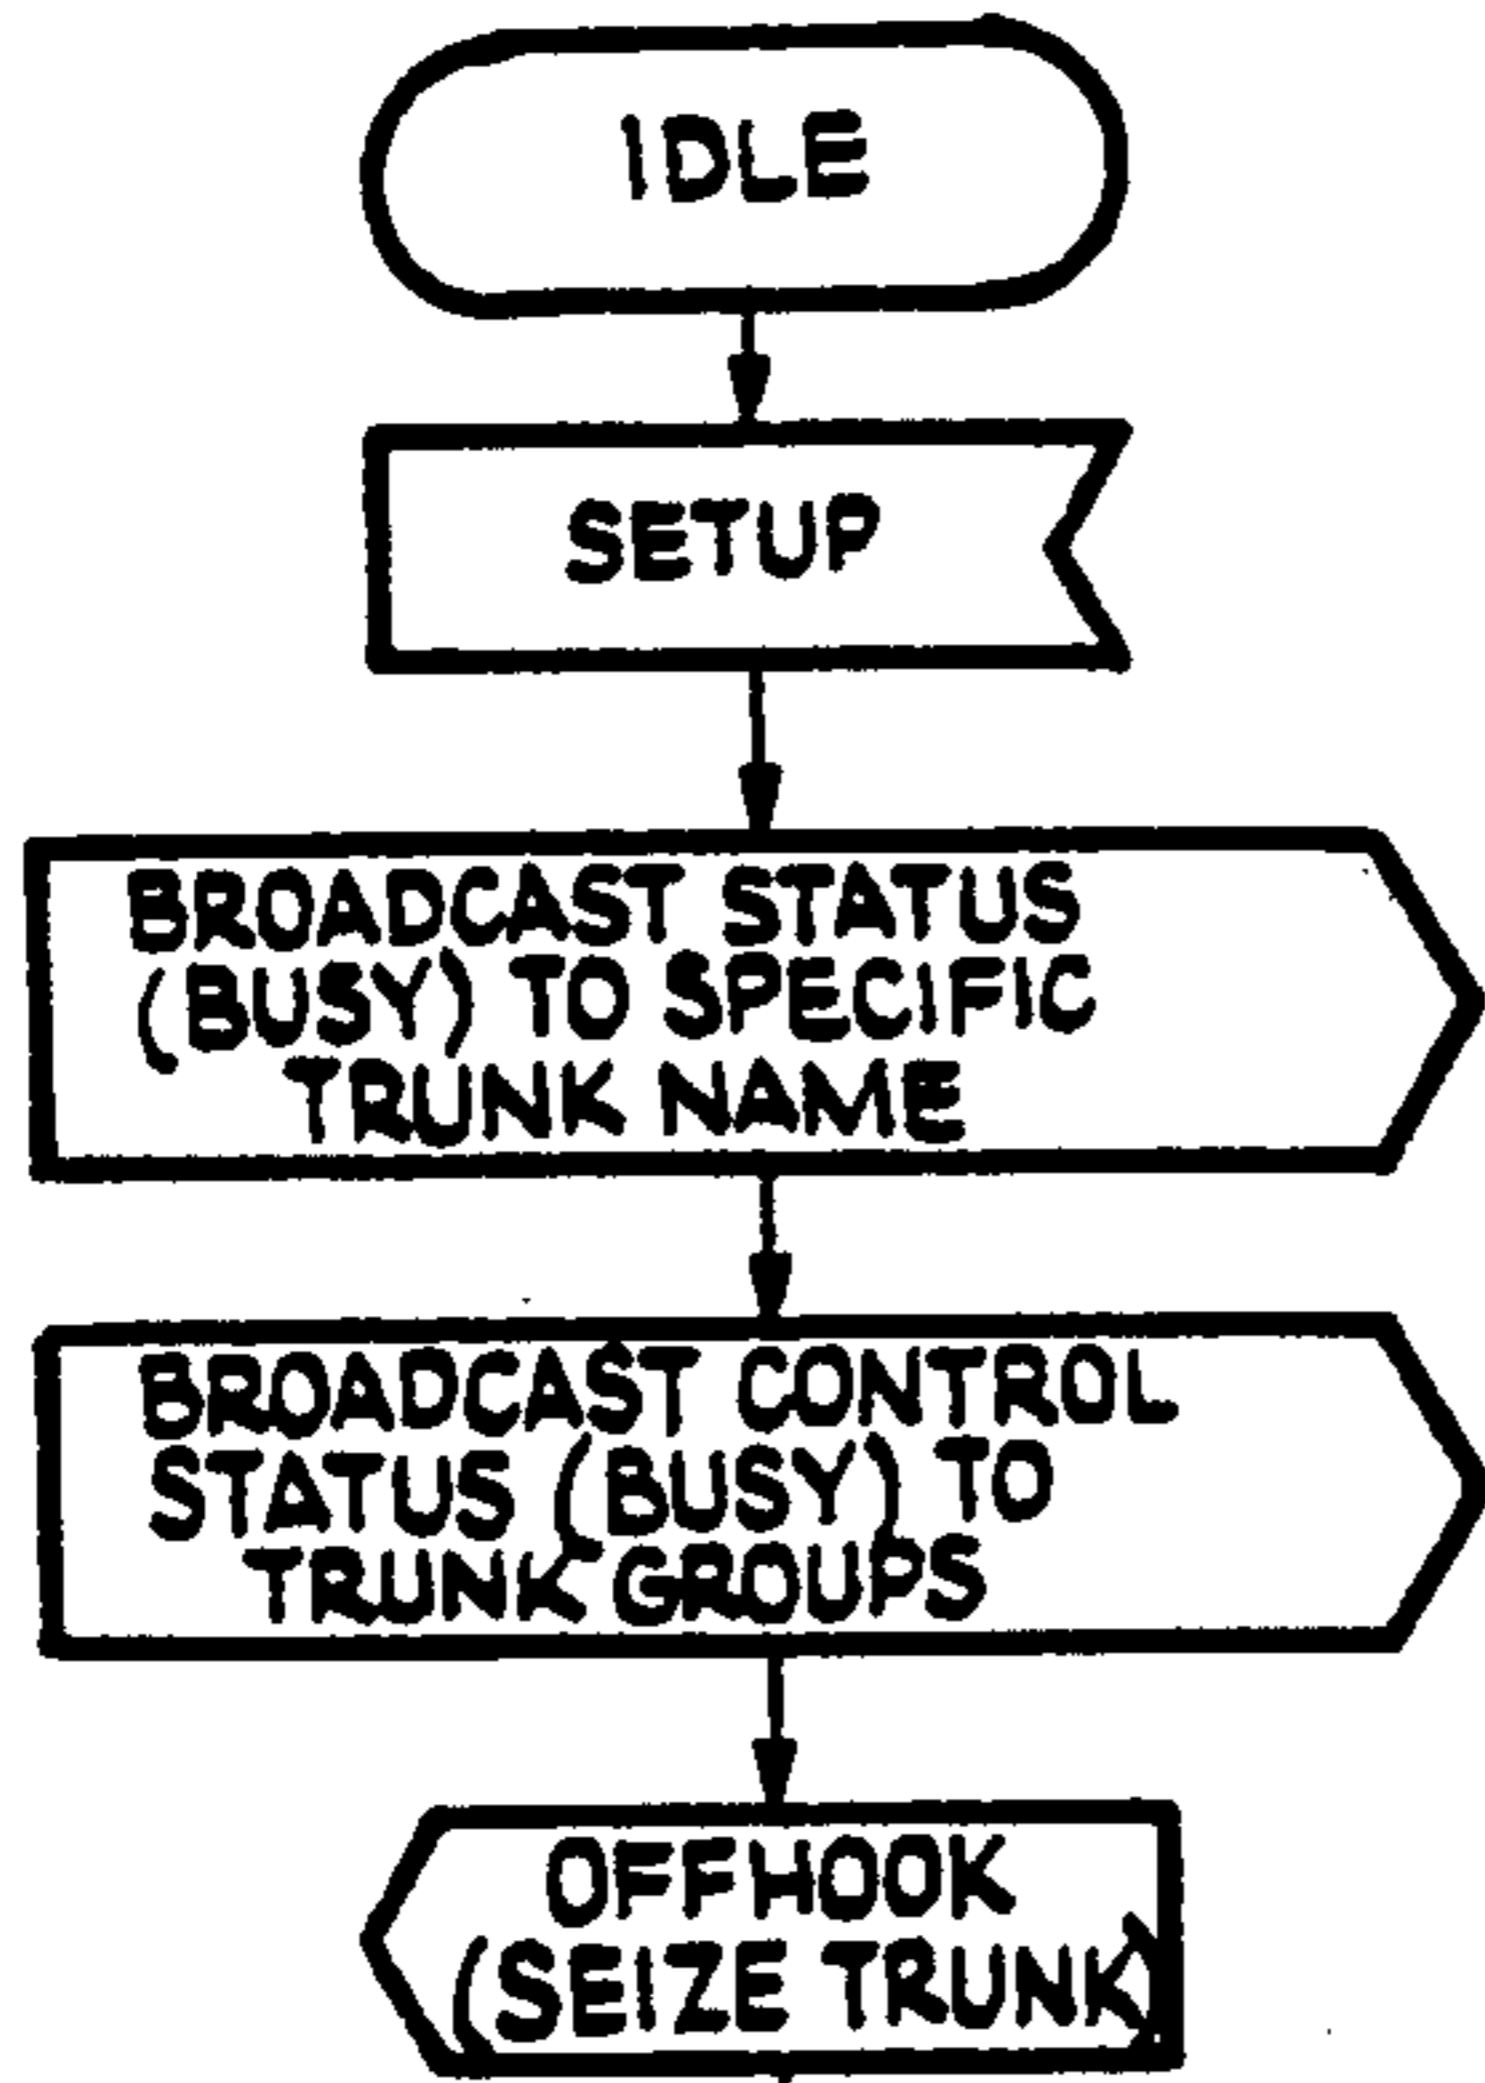 IDLE
SETUP
BROADCAST STATUS
(BUSY) TO SPECIFIC
TRUNK NAME
BROADCAST CONTROL
STATUS (BUSY) TO
TRUNK GROUPS
OFFHOOK
(SEIZE TRUNK)